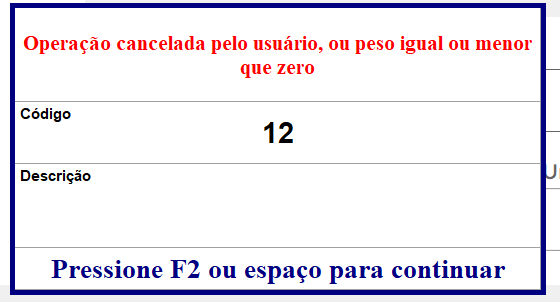 Operação cancelada pelo usuário, ou peso igual ou menor
que zero
Código
12
Descrição
Pressione F2 ou espaço para continuar